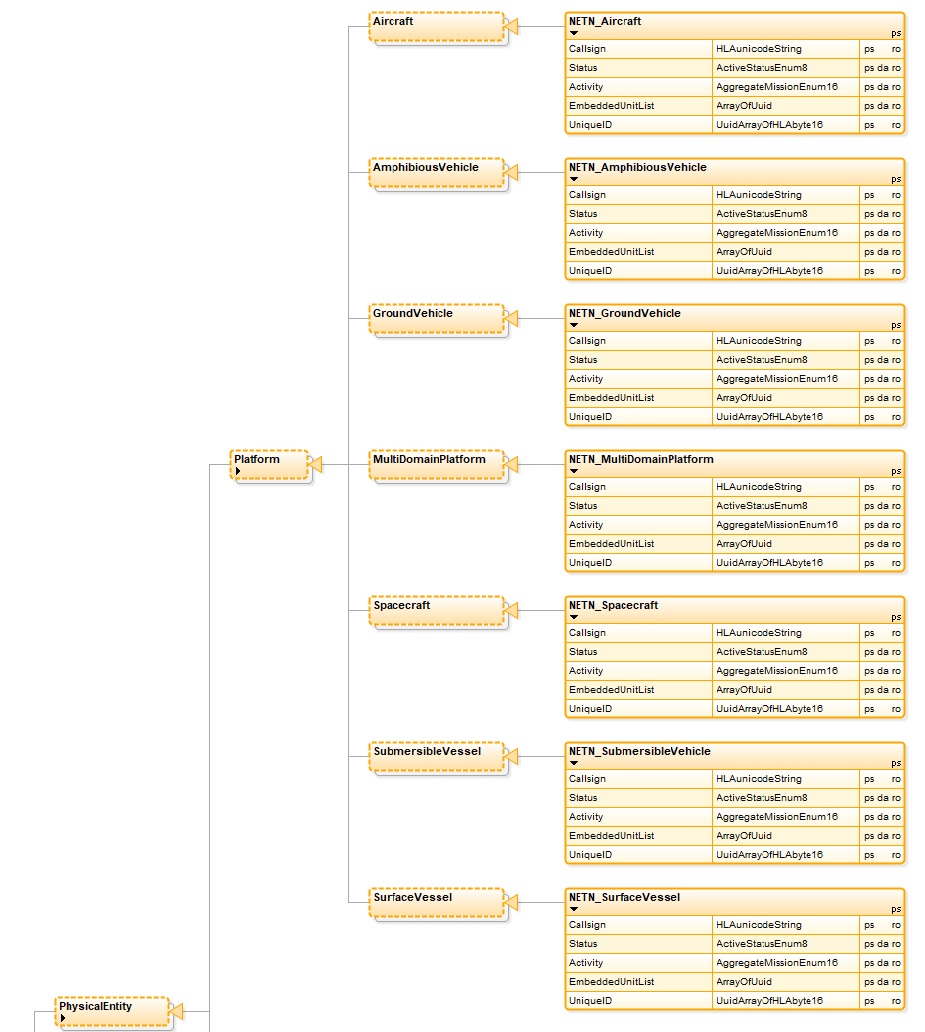 Aircraft
NETN_Aircraft
ps
Callsign HLAunicodeString ps ro
Status ActiveStatusEnum8 ps da ro
Activity AggregateMissionEnum16 ps da ro
EmbeddedUnitList ArrayOfUuid ps da ro
UniqueID UuidArrayOfHLAbyte16 ps ro
AmphibiousVehicle
NETN_AmphibiousVehicle
ps
Callsign HLAunicodeString ps ro
Status ActiveStatusEnum8 ps da ro
Activity AggregateMissionEnum16 ps da ro
EmbeddedUnitList ArrayOfUuid ps da ro
UniqueID UuidArrayOfHLAbyte16 ps ro
GroundVehicle
NETN_GroundVehicle
ps
Callsign HLAunicodeString ps ro
Status ActiveStatusEnum8 ps da ro
Activity AggregateMissionEnum16 ps da ro
EmbeddedUnitList ArrayOfUuid ps da ro
UniqueID UuidArrayOfHLAbyte16 ps ro
Platform
MultiDomainPlatform
NETN_MultiDomainPlatform
ps
Callsign HLAunicodeString ps ro
Status ActiveStatusEnum8 ps da ro
Activity AggregateMissionEnum16 ps da ro
EmbeddedUnitList ArrayOfUuid ps da ro
UniqueID UuidArrayOfHLAbyte16 ps ro
Spacecraft
NETN_Spacecraft
ps
Callsign HLAunicodeString ps ro
Status ActiveStatusEnum8 ps da ro
Activity AggregateMissionEnum16 ps da ro
EmbeddedUnitList ArrayOfUuid ps da ro
UniqueID UuidArrayOfHLAbyte16 ps ro
SubmersibleVessel
NETN_SubmersibleVehicle
ps
Callsign HLAunicodeString ps ro
Status ActiveStatusEnum8 ps da ro
Activity AggregateMissionEnum16 ps da ro
EmbeddedUnitList ArrayOfUuid ps da ro
UniqueID UuidArrayOfHLAbyte16 ps ro
SurfaceVessel
NETN_SurfaceVessel
ps
Callsign HLAunicodeString ps ro
Status ActiveStatusEnum8 ps da ro
Activity AggregateMissionEnum16 ps da ro
EmbeddedUnitList ArrayOfUuid ps da ro
UniqueID UuidArrayOfHLAbyte16 ps ro
PhysicalEntity